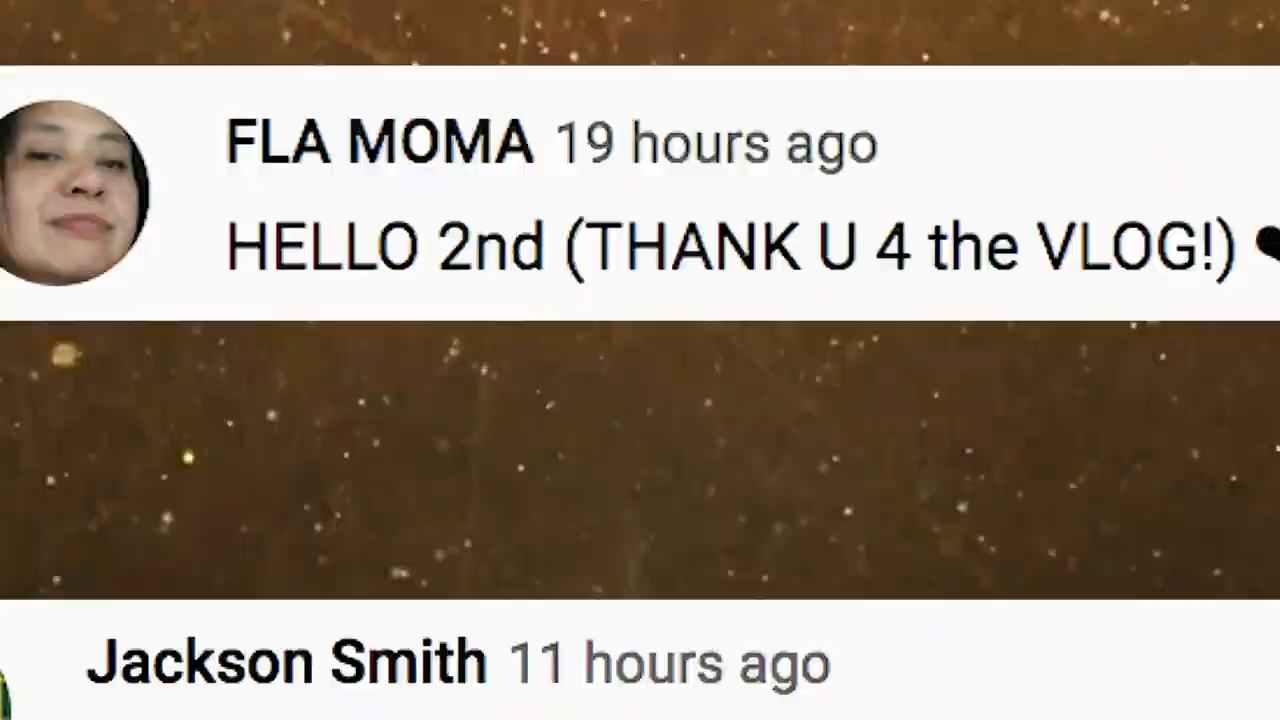 FLA MOMA 19 hours ago
HELLO 2nd (THANK U 4 the VLOG!)
Jackson Smith 11 hours ago